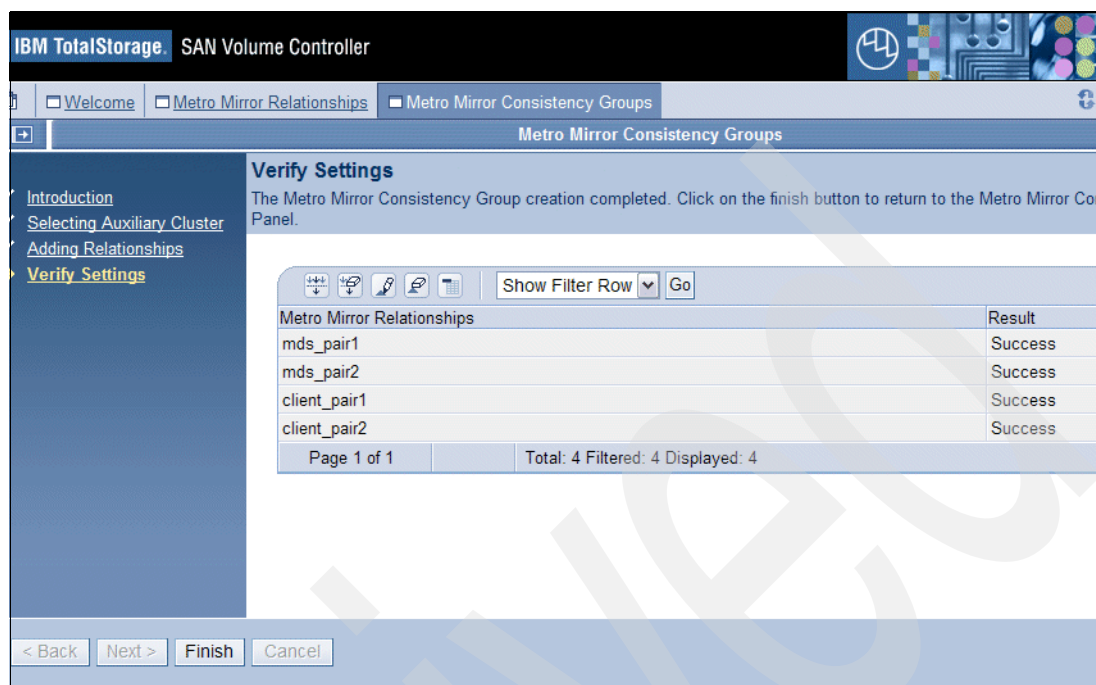 IBM TotalStorage. SAN Volume Controller
Welcome Metro Mirror Relationships Metro Mirror Consistency Groups
Metro Mirror Consistency Groups
Introduction
Selecting Auxiliary Cluster
Adding Relationships
Verify Settings
Verify Settings
The Metro Mirror Consistency Group creation completed. Click on the finish button to return to the Metro Mirror Co
Panel.
Show Filter Row Go
Metro Mirror Relationships Result
mds_pair1 Success
mds_pair2 Success
client_pair1 Success
client_pair2 Success
Page 1 of 1 Total: 4 Filtered: 4 Displayed: 4
< Back Next > Finish Cancel